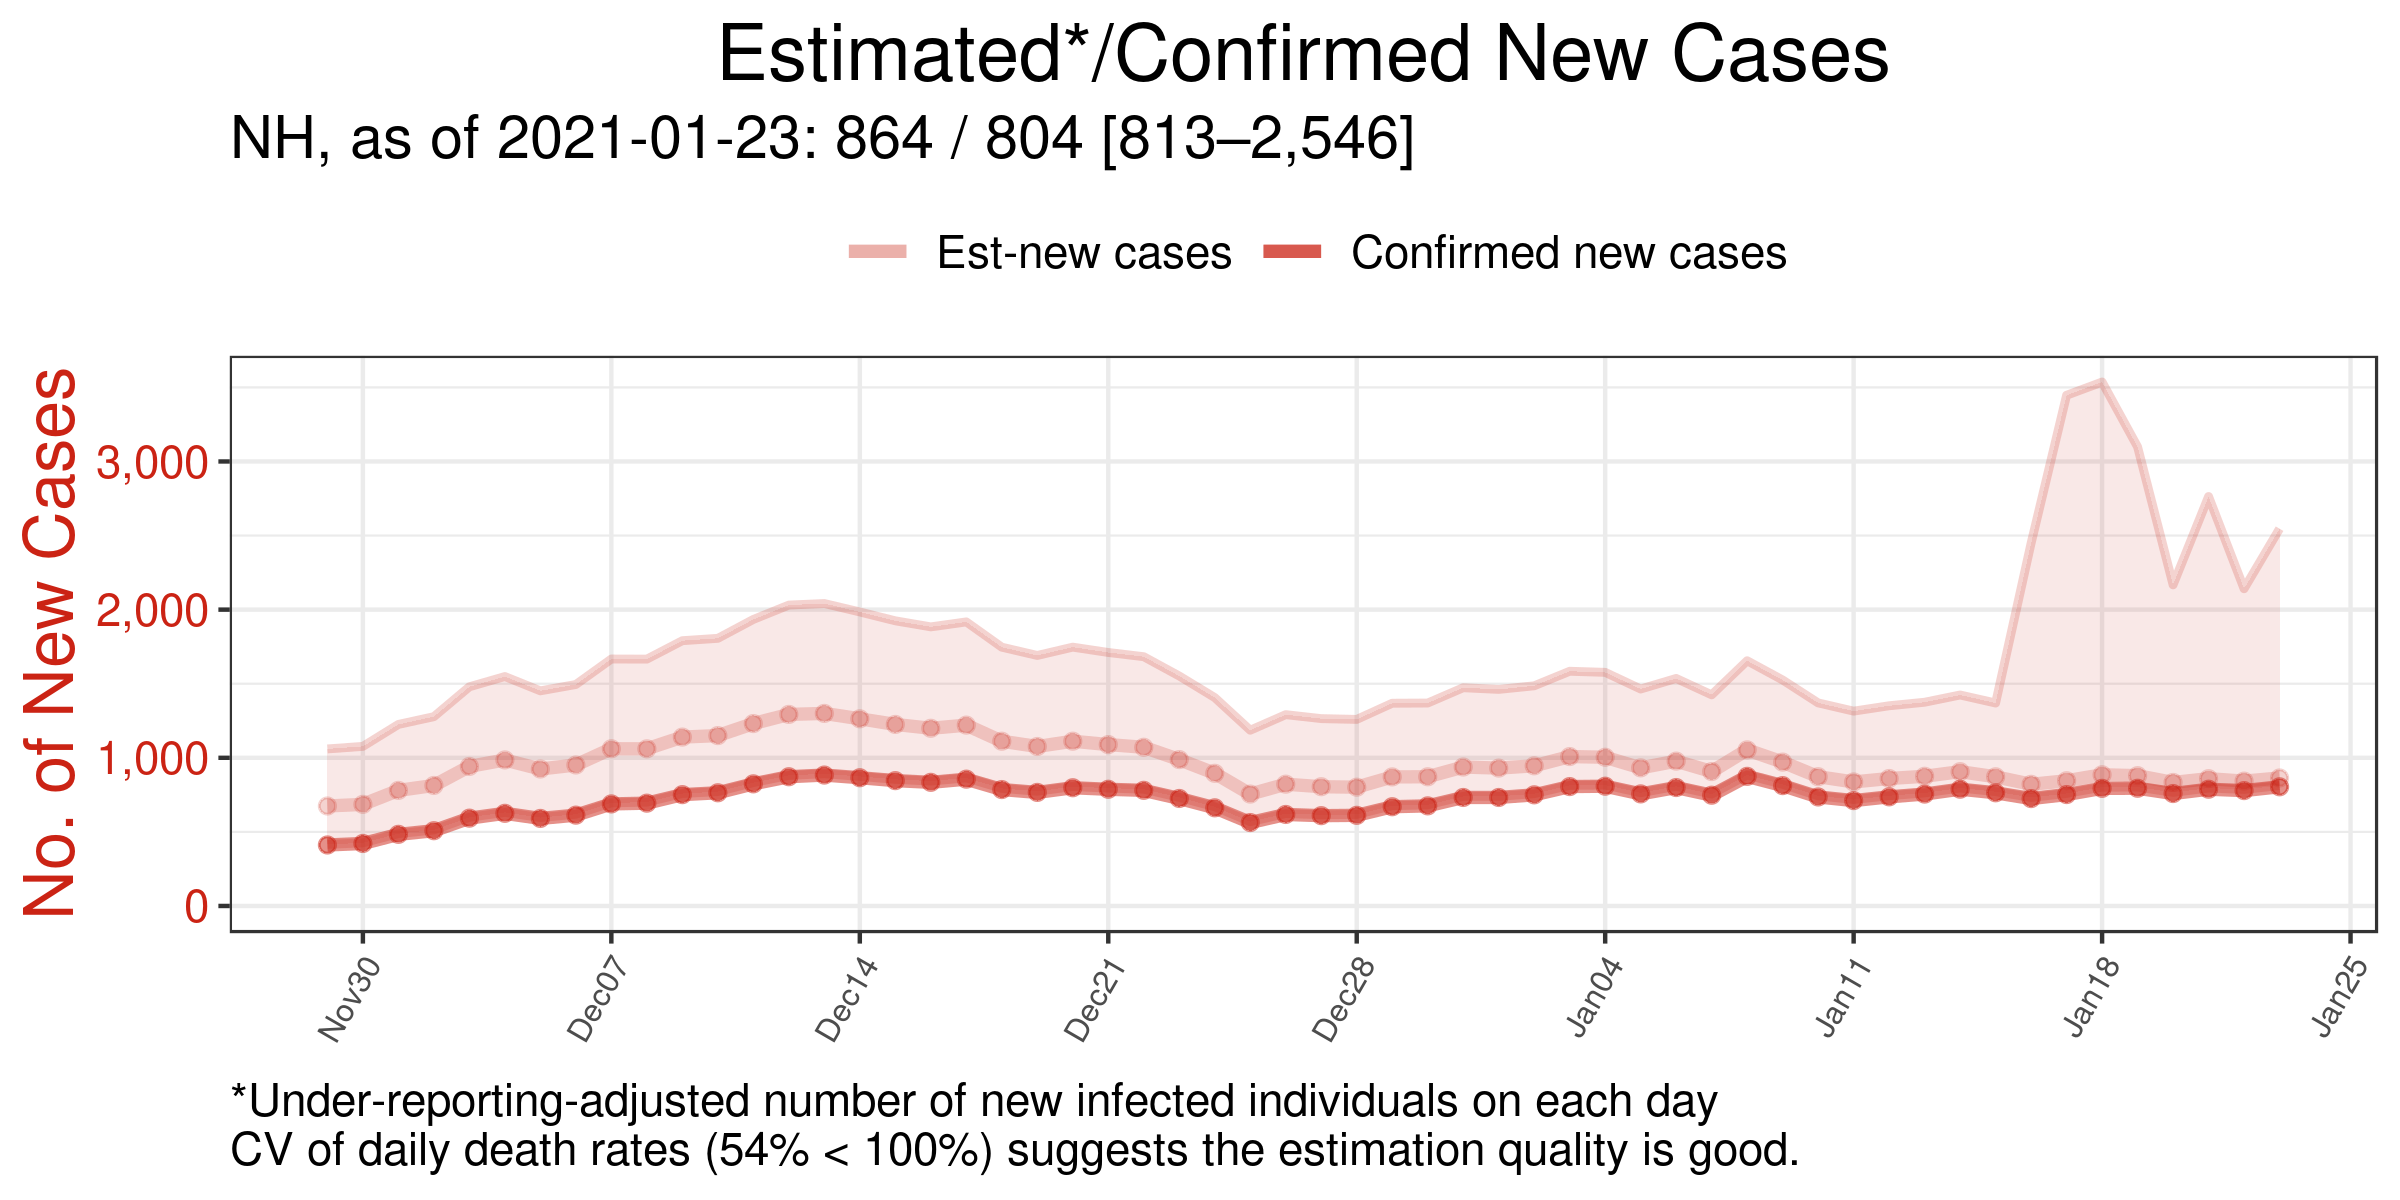 Estimated*/Confirmed New Cases
NH, as of 2021-01-23: 864 / 804 [813–2,546]
Est-new cases
Confirmed new cases
No. of New Cases
3,000
2,000
1,000
0
Nov30
Dec07
Dec14
Dec21
Dec28
Jan04
Jan11
Jan18
Jan25
*Under-reporting-adjusted number of new infected individuals on each day
CV of daily death rates (54% < 100%) suggests the estimation quality is good.